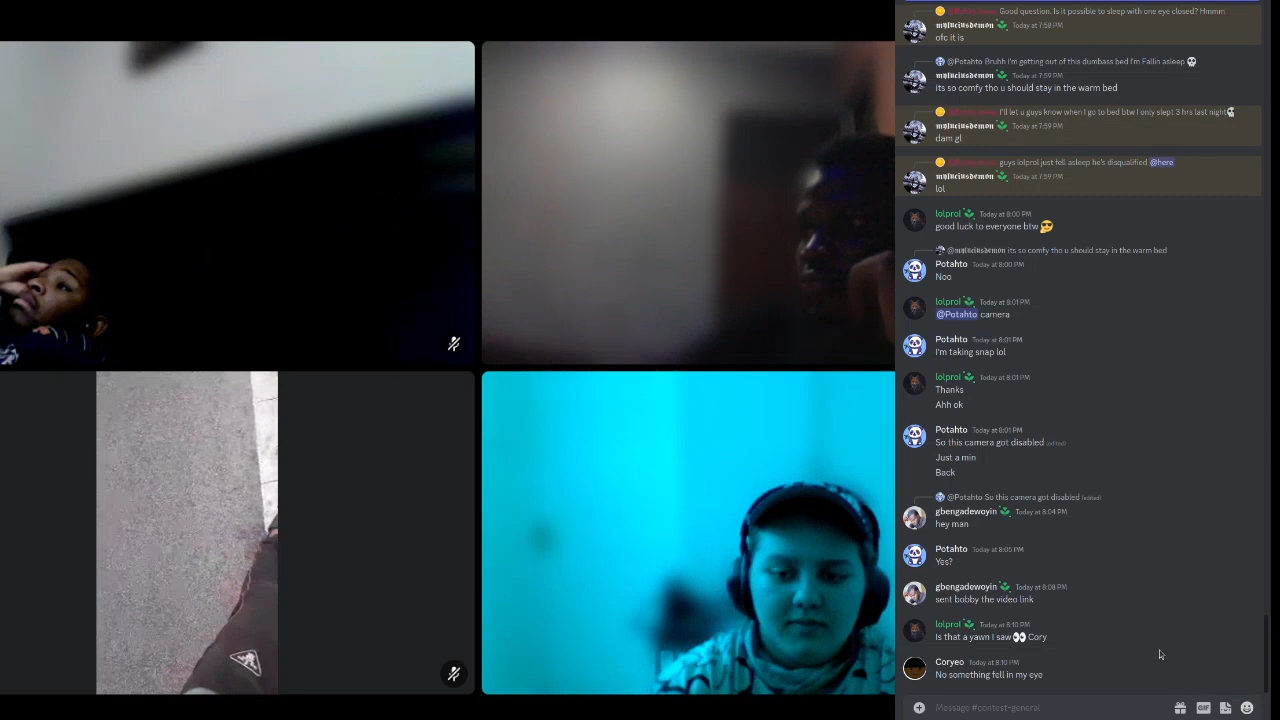 Good question. Is it possible to sleep with one eye closed? Hmmm
myluciusdemon Today at 7:58 PM
ofc it is
@Potahto Bruhh I'm getting out of this dumbass bed I'm Fallin asleep 💀
myluciusdemon Today at 7:59 PM
its so comfy tho u should stay in the warm bed
I'll let u guys know when I go to bed btw I only slept 3 hrs last night
myluciusdemon Today at 7:59 PM
dam gl
guys lolprol just fell asleep he's disqualified @here
myluciusdemon Today at 7:59 PM
lol
lolprol Today at 8:00 PM
good luck to everyone btw
@myluciusdemon its so comfy tho u should stay in the warm bed
Potahto Today at 8:00 PM
Noo
lolprol Today at 8:01 PM
@Potahto camera
Potahto Today at 8:01 PM
I'm taking snap lol
lolprol Today at 8:01 PM
Thanks
Ahh ok
Potahto Today at 8:01 PM
So this camera got disabled (edited)
Just a min
Back
@Potahto So this camera got disabled (edited)
gbengadewoyin Today at 8:04 PM
hey man
Potahto Today at 8:05 PM
Yes?
gbengadewoyin Today at 8:08 PM
sent bobby the video link
lolprol Today at 8:10 PM
Is that a yawn I saw 👀 Cory
Coryeo Today at 8:10 PM
No something fell in my eye
Message #contest-general
GIF